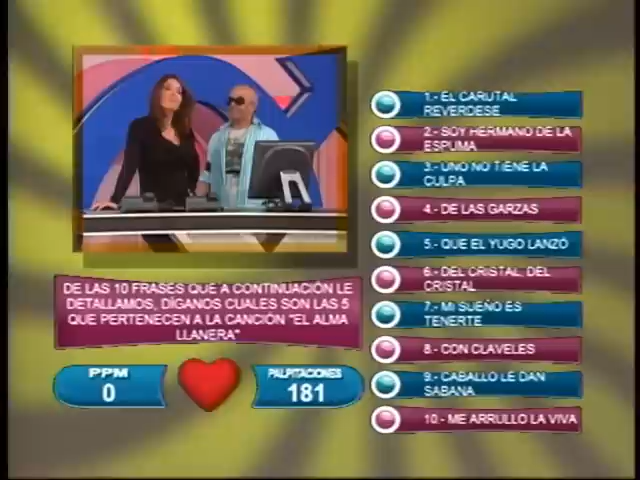 DE LAS 10 FRASES QUE A CONTINUACIÓN LE
DETALLAMOS, DÍGANOS CUALES SON LAS 5
QUE PERTENECEN A LA CANCIÓN "EL ALMA
LLANERA"
PPM
0
PALPITACIONES
181
1.- EL CARUTAL
REVERDESE
2.- SOY HERMANO DE LA
ESPUMA
3.- UNO NO TIENE LA
CULPA
4.- DE LAS GARZAS
5.- QUE EL YUGO LANZÓ
6.- DEL CRISTAL, DEL
CRISTAL
7.- MI SUEÑO ES
TENERTE
8.- CON CLAVELES
9.- CABALLO LE DAN
SABANA
10.- ME ARRULLO LA VIVA